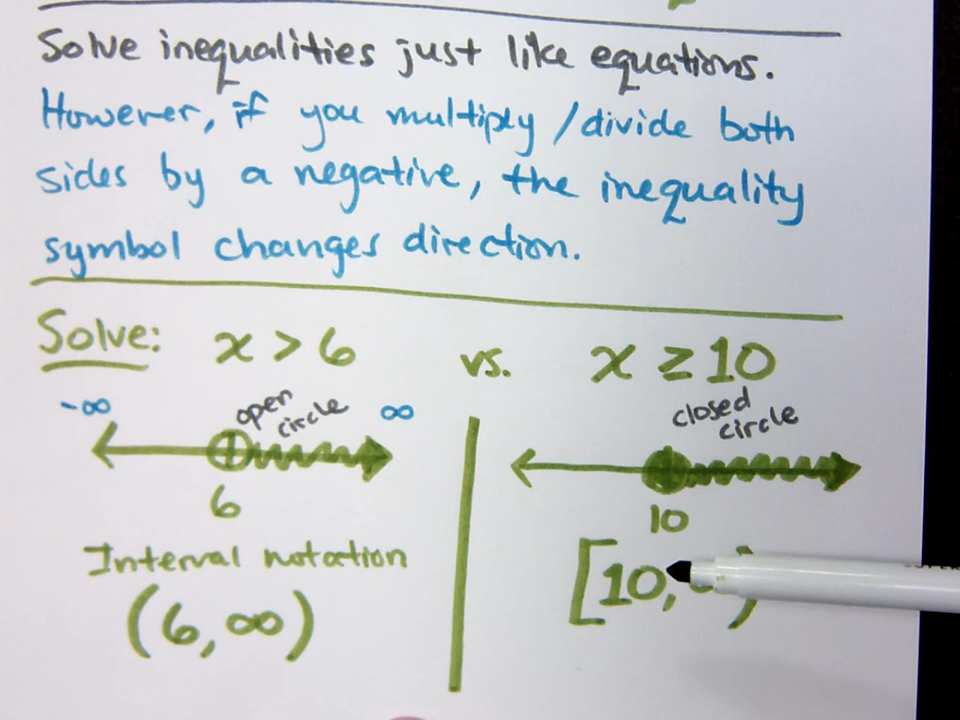 Solve inequalities just like equations.
However, if you multiply/divide both
sides by a negative, the inequality
symbol changes direction.
Solve: x > 6 vs. x ≥ 10
-∞ open circle ∞
6
Interval notation
(6, ∞)
closed
circle
10
[10, )